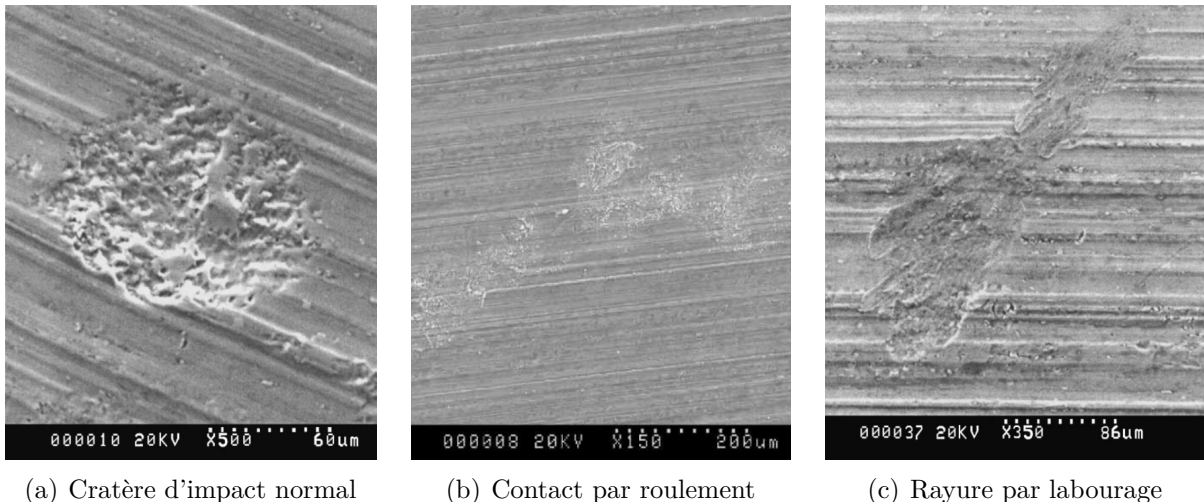 000010 20KV X500 60um
000008 20KV X150 200um
000037 20KV X350 86um
(a) Cratère d'impact normal
(b) Contact par roulement
(c) Rayure par labourage